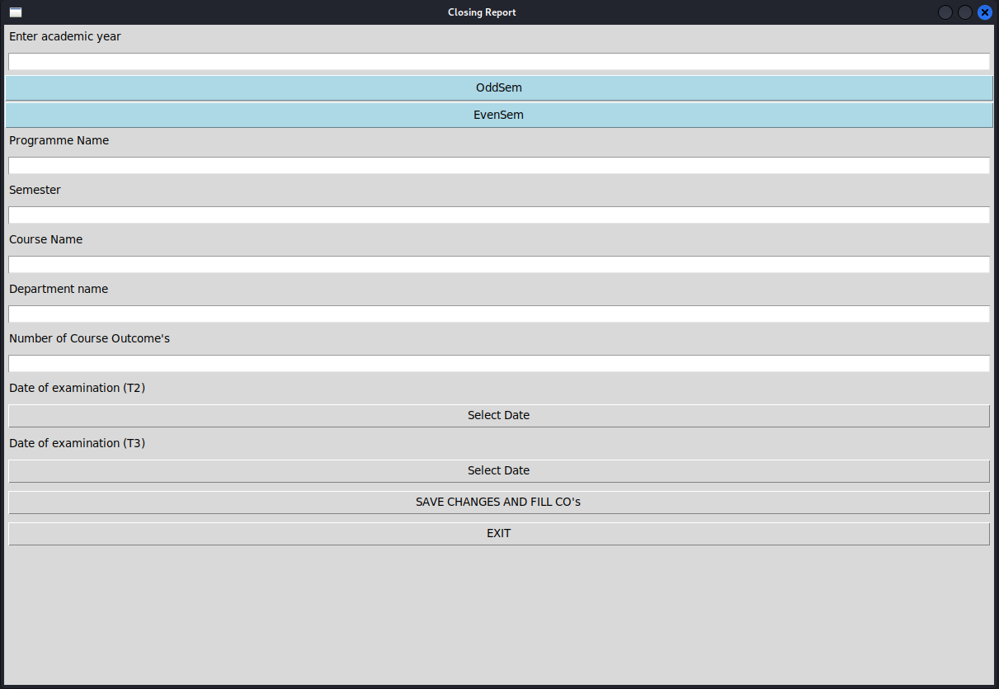 Closing Report
Enter academic year
OddSem
EvenSem
Programme Name
Semester
Course Name
Department name
Number of Course Outcome's
Date of examination (T2)
Select Date
Date of examination (T3)
Select Date
SAVE CHANGES AND FILL CO's
EXIT